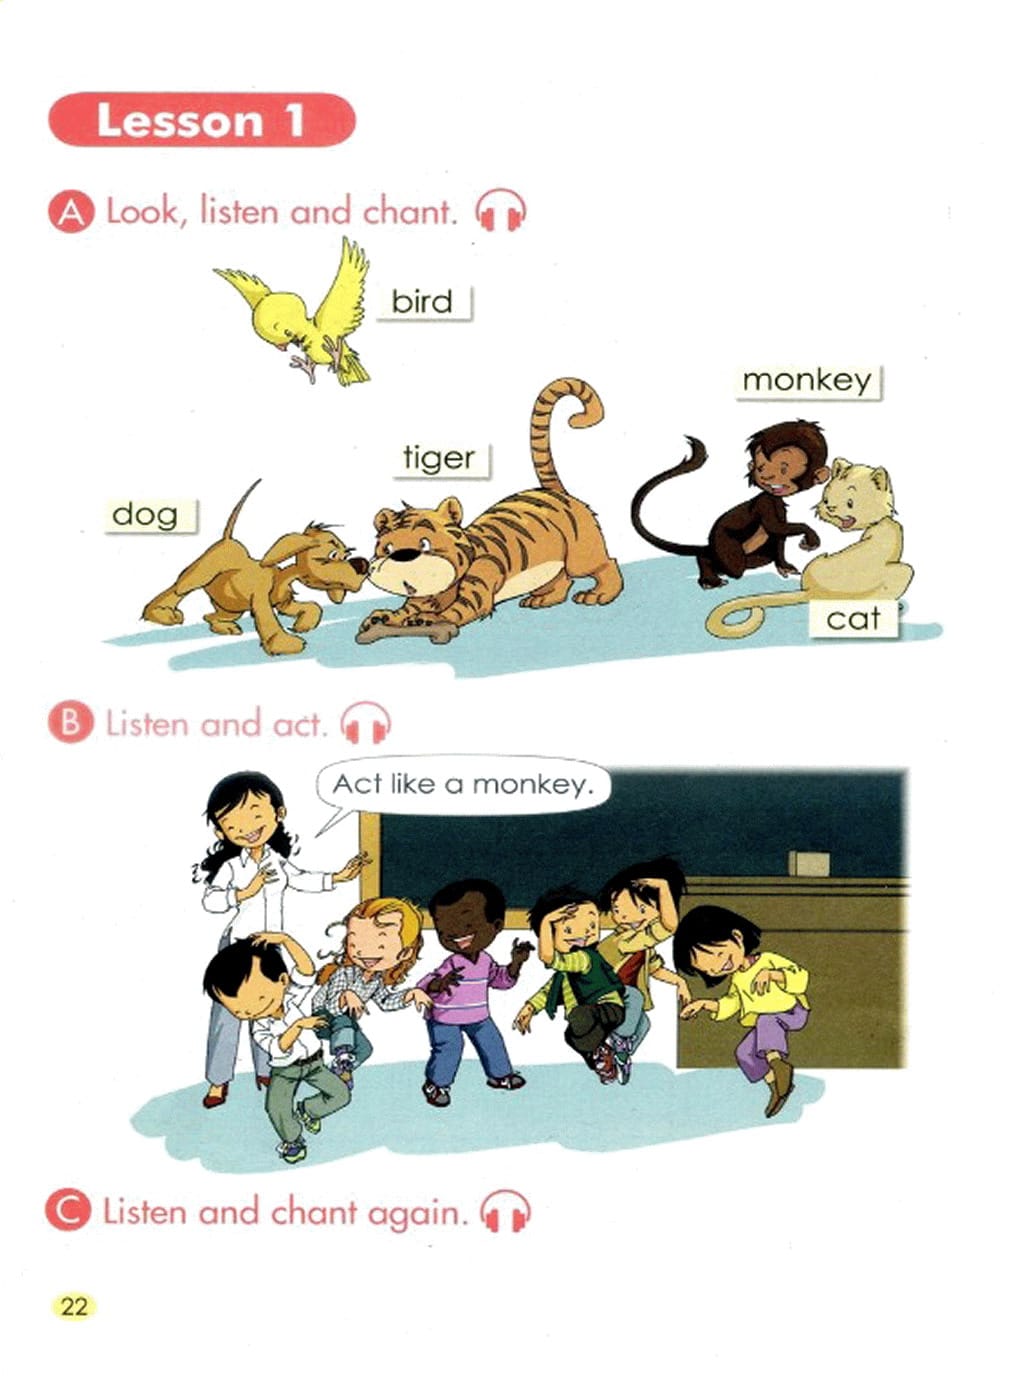 Lesson 1
A Look, listen and chant.
bird
monkey
tiger
dog
cat
B Listen and act.
Act like a monkey.
C Listen and chant again.
22